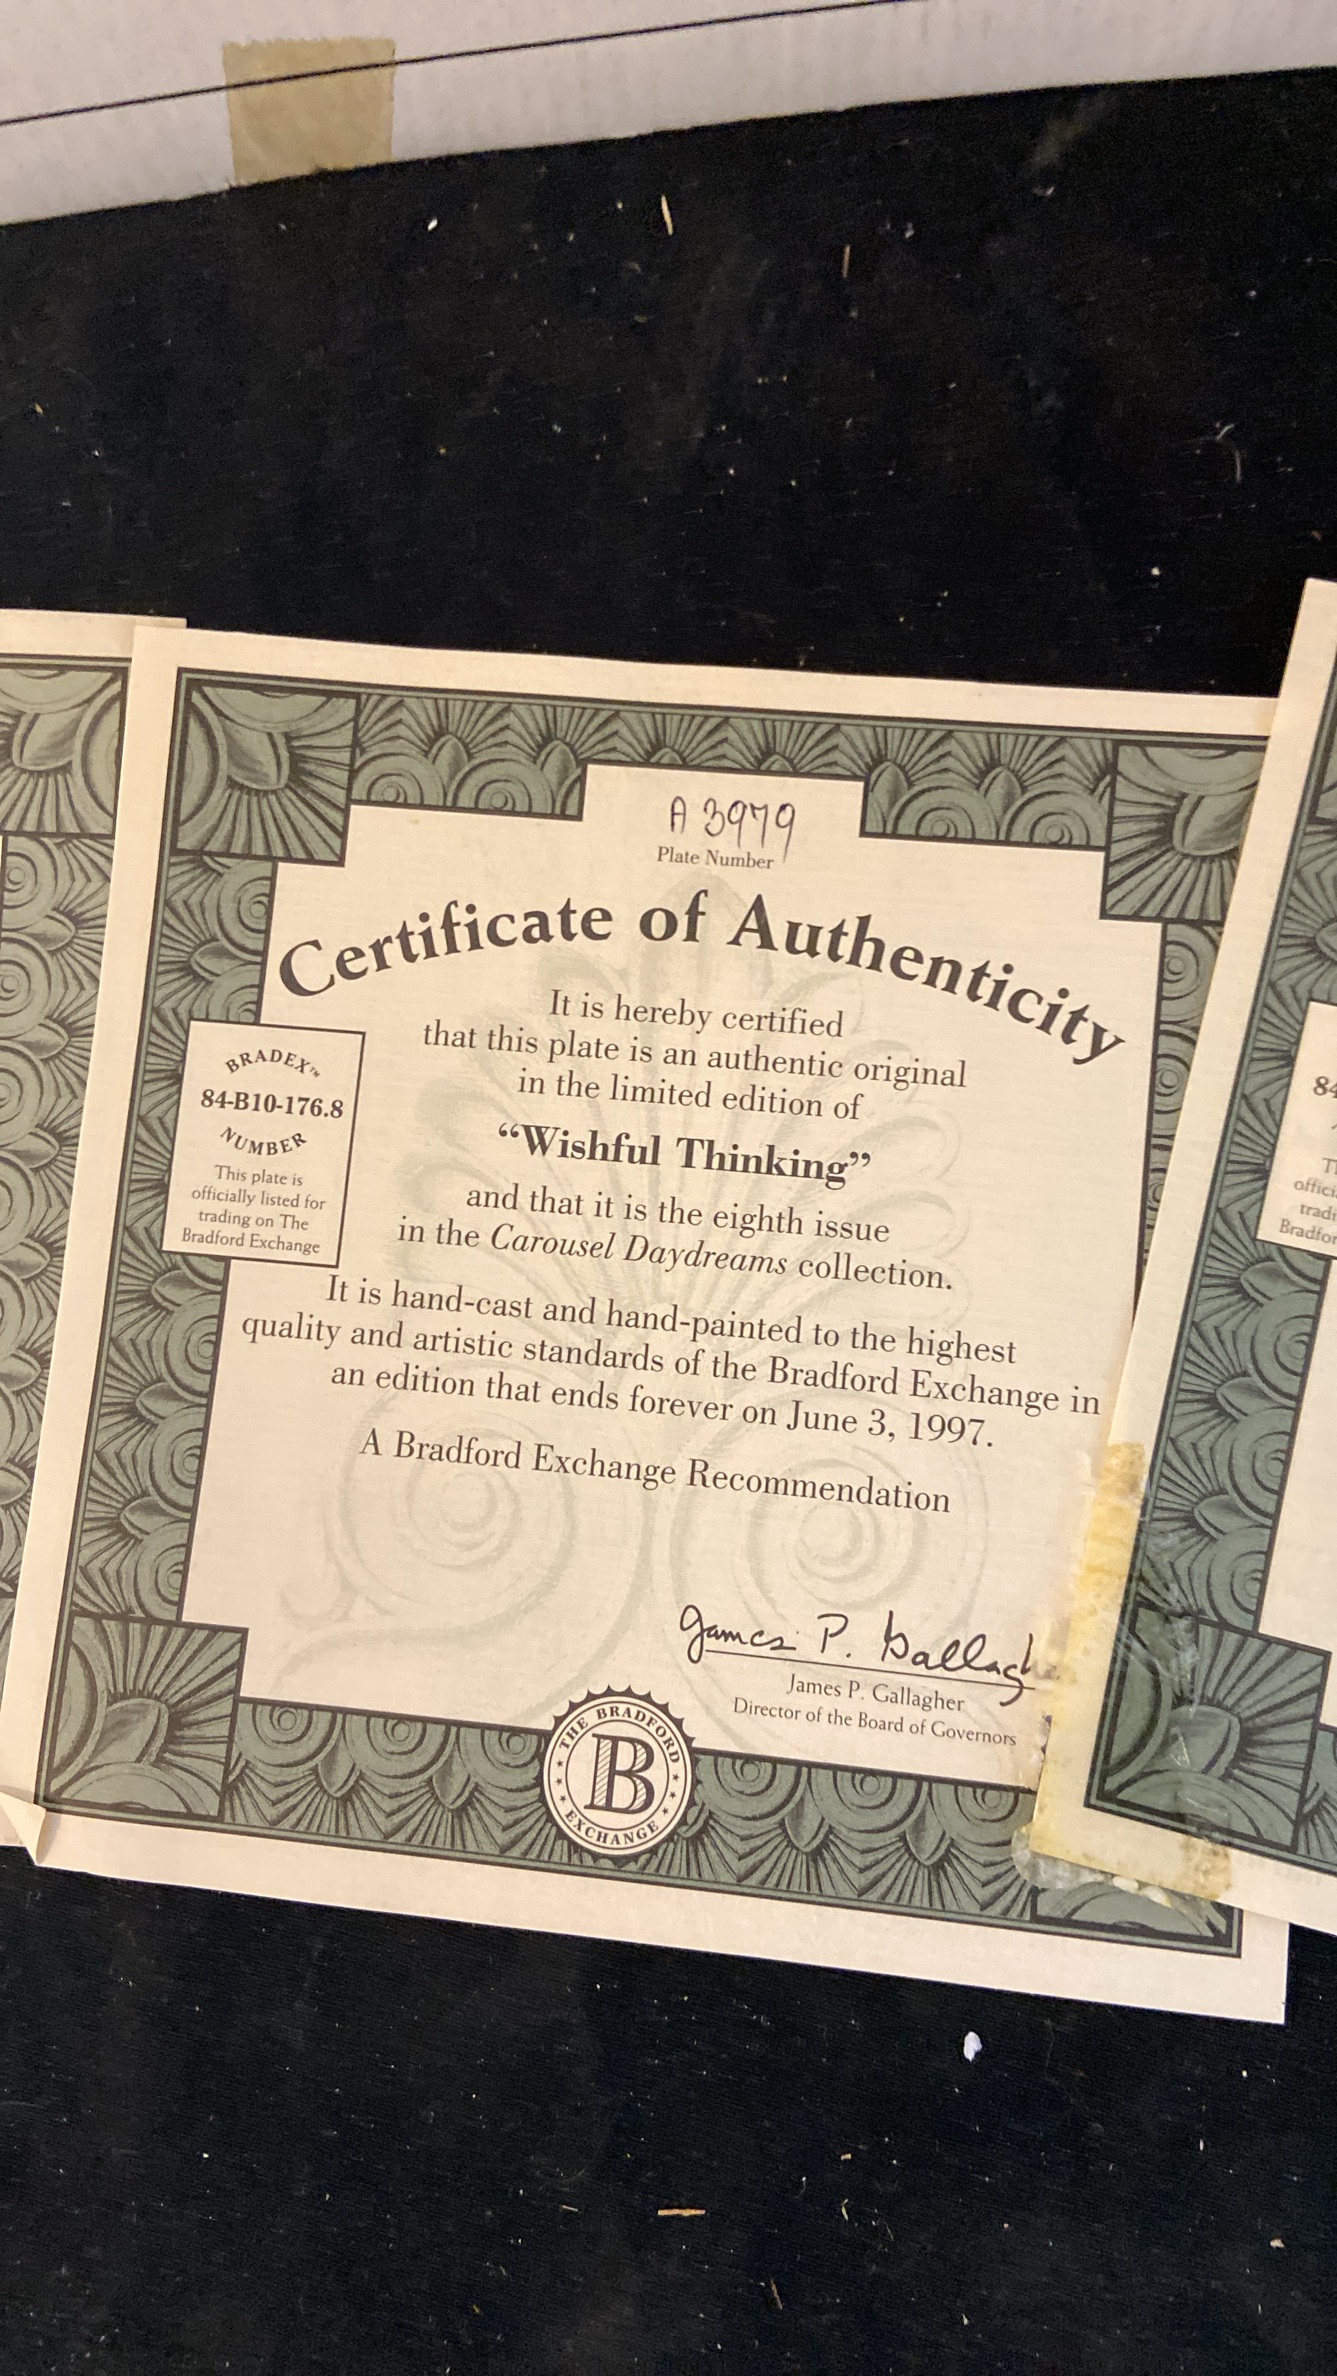 A 3979
Plate Number
Certificate of Authenticity
It is hereby certified
that this plate is an authentic original
in the limited edition of
“Wishful Thinking”
and that it is the eighth issue
in the Carousel Daydreams collection.
It is hand-cast and hand-painted to the highest
quality and artistic standards of the Bradford Exchange in
an edition that ends forever on June 3, 1997.
A Bradford Exchange Recommendation
BRADEX™
84-B10-176.8
NUMBER
This plate is
officially listed for
trading on The
Bradford Exchange
James P. Gallagh
James P. Gallagher
Director of the Board of Governors
THE BRADFORD
B
EXCHANGE
84